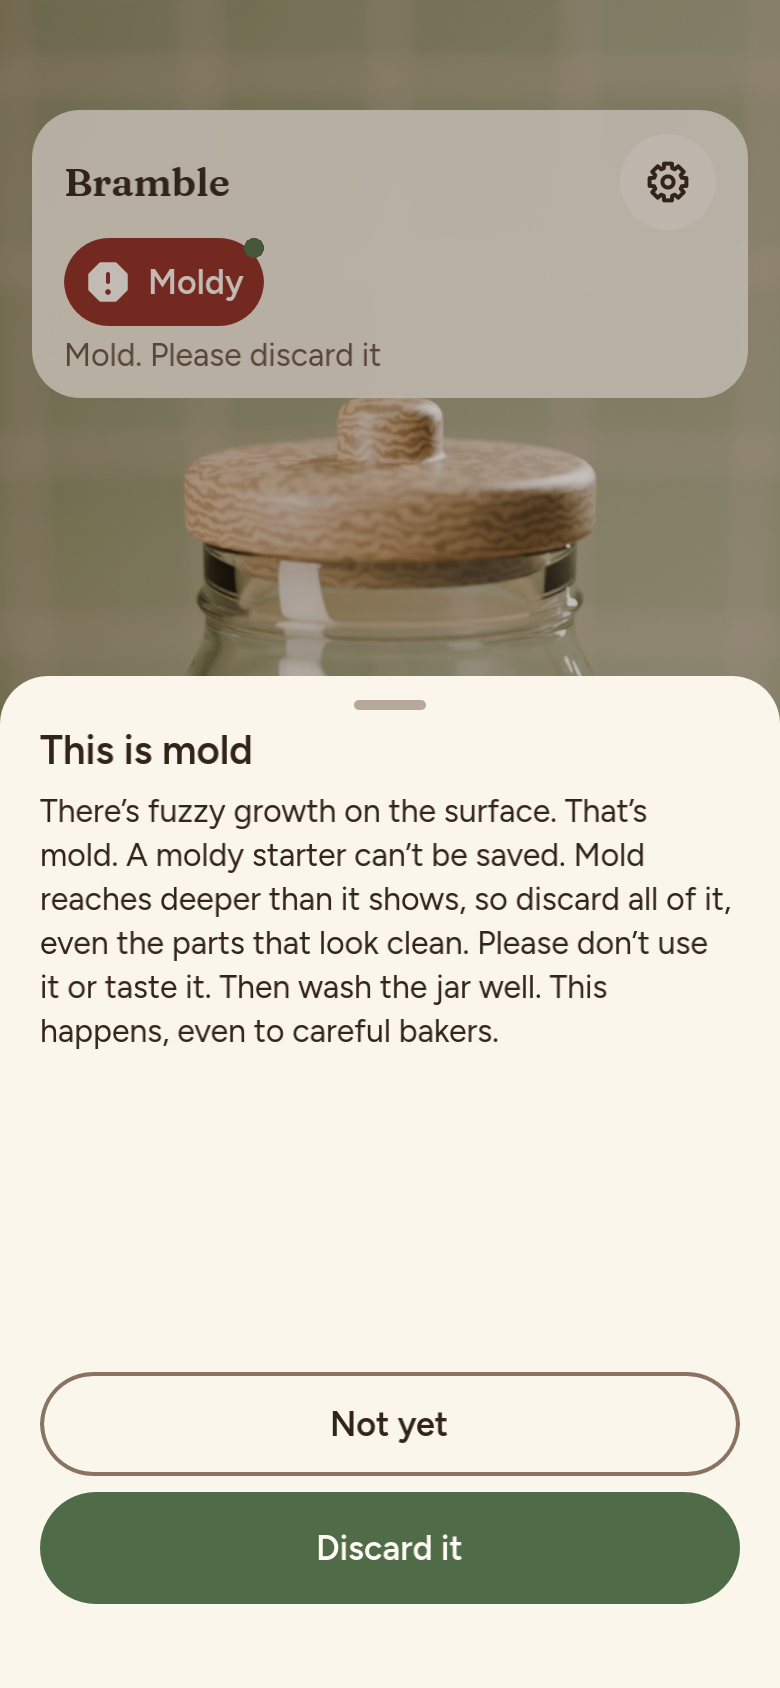 Bramble
Moldy
Mold. Please discard it
This is mold
There’s fuzzy growth on the surface. That’s
mold. A moldy starter can’t be saved. Mold
reaches deeper than it shows, so discard all of it,
even the parts that look clean. Please don’t use
it or taste it. Then wash the jar well. This
happens, even to careful bakers.
Not yet
Discard it